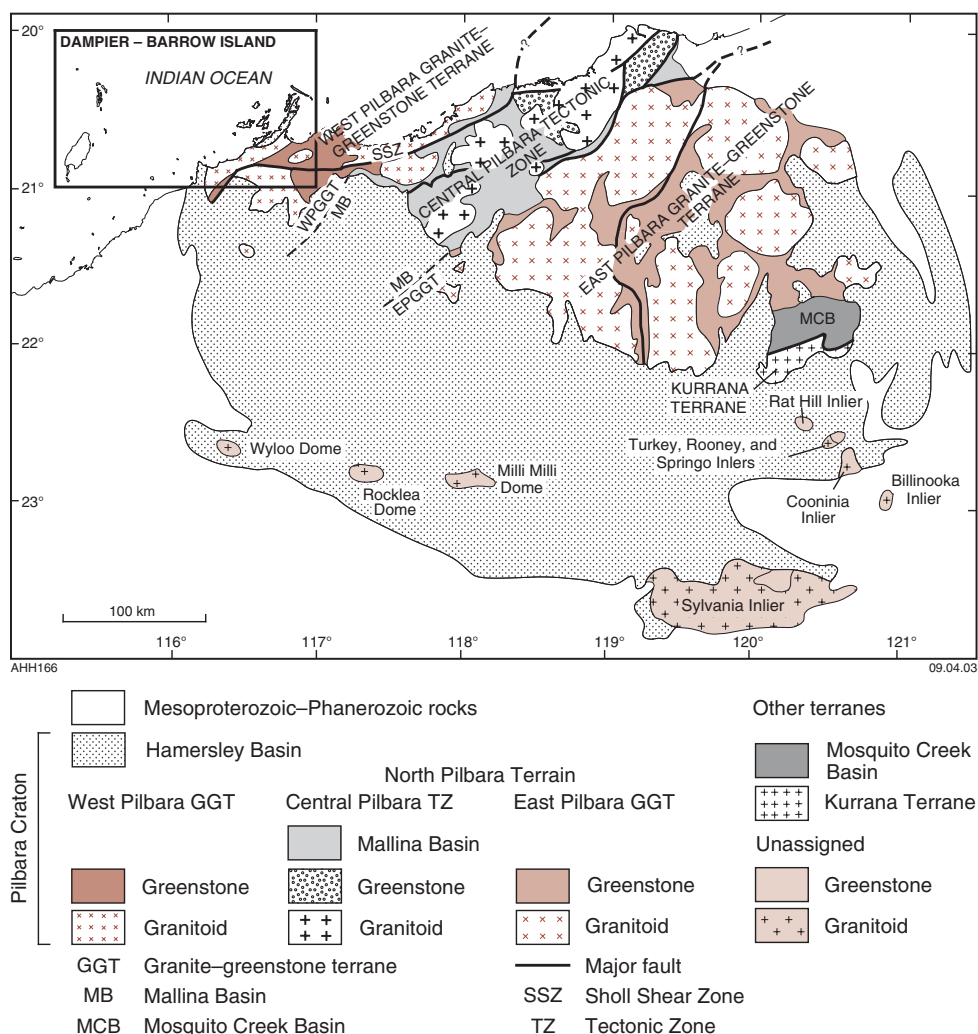 20°
120°
121°
DAMPIER – BARROW ISLAND
INDIAN OCEAN
WEST PILBARA GRANITE–
GREENSTONE TERRANE
?
?
SSZ
CENTRAL PILBARA TECTONIC
ZONE
EAST PILBARA GRANITE–GREENSTONE
TERRANE
21°
WPGGT
MB
MB
EPGGT
MCB
22°
KURRANA
TERRANE
Rat Hill Inlier
Wyloo Dome
Turkey, Rooney, and
Springo Inlers
Rocklea
Dome
Milli Milli
Dome
Cooninia
Inlier
Billinooka
Inlier
23°
Sylvania Inlier
100 km
116°
117°
118°
119°
120°
121°
AHH166
09.04.03
Mesoproterozoic–Phanerozoic rocks
Other terranes
Pilbara Craton
Hamersley Basin
Mosquito Creek
Basin
North Pilbara Terrain
West Pilbara GGT
Central Pilbara TZ
East Pilbara GGT
Kurrana Terrane
Mallina Basin
Unassigned
Greenstone
Greenstone
Greenstone
Greenstone
Granitoid
Granitoid
Granitoid
Granitoid
GGT Granite–greenstone terrane
Major fault
MB Mallina Basin
SSZ Sholl Shear Zone
MCB Mosquito Creek Basin
TZ Tectonic Zone